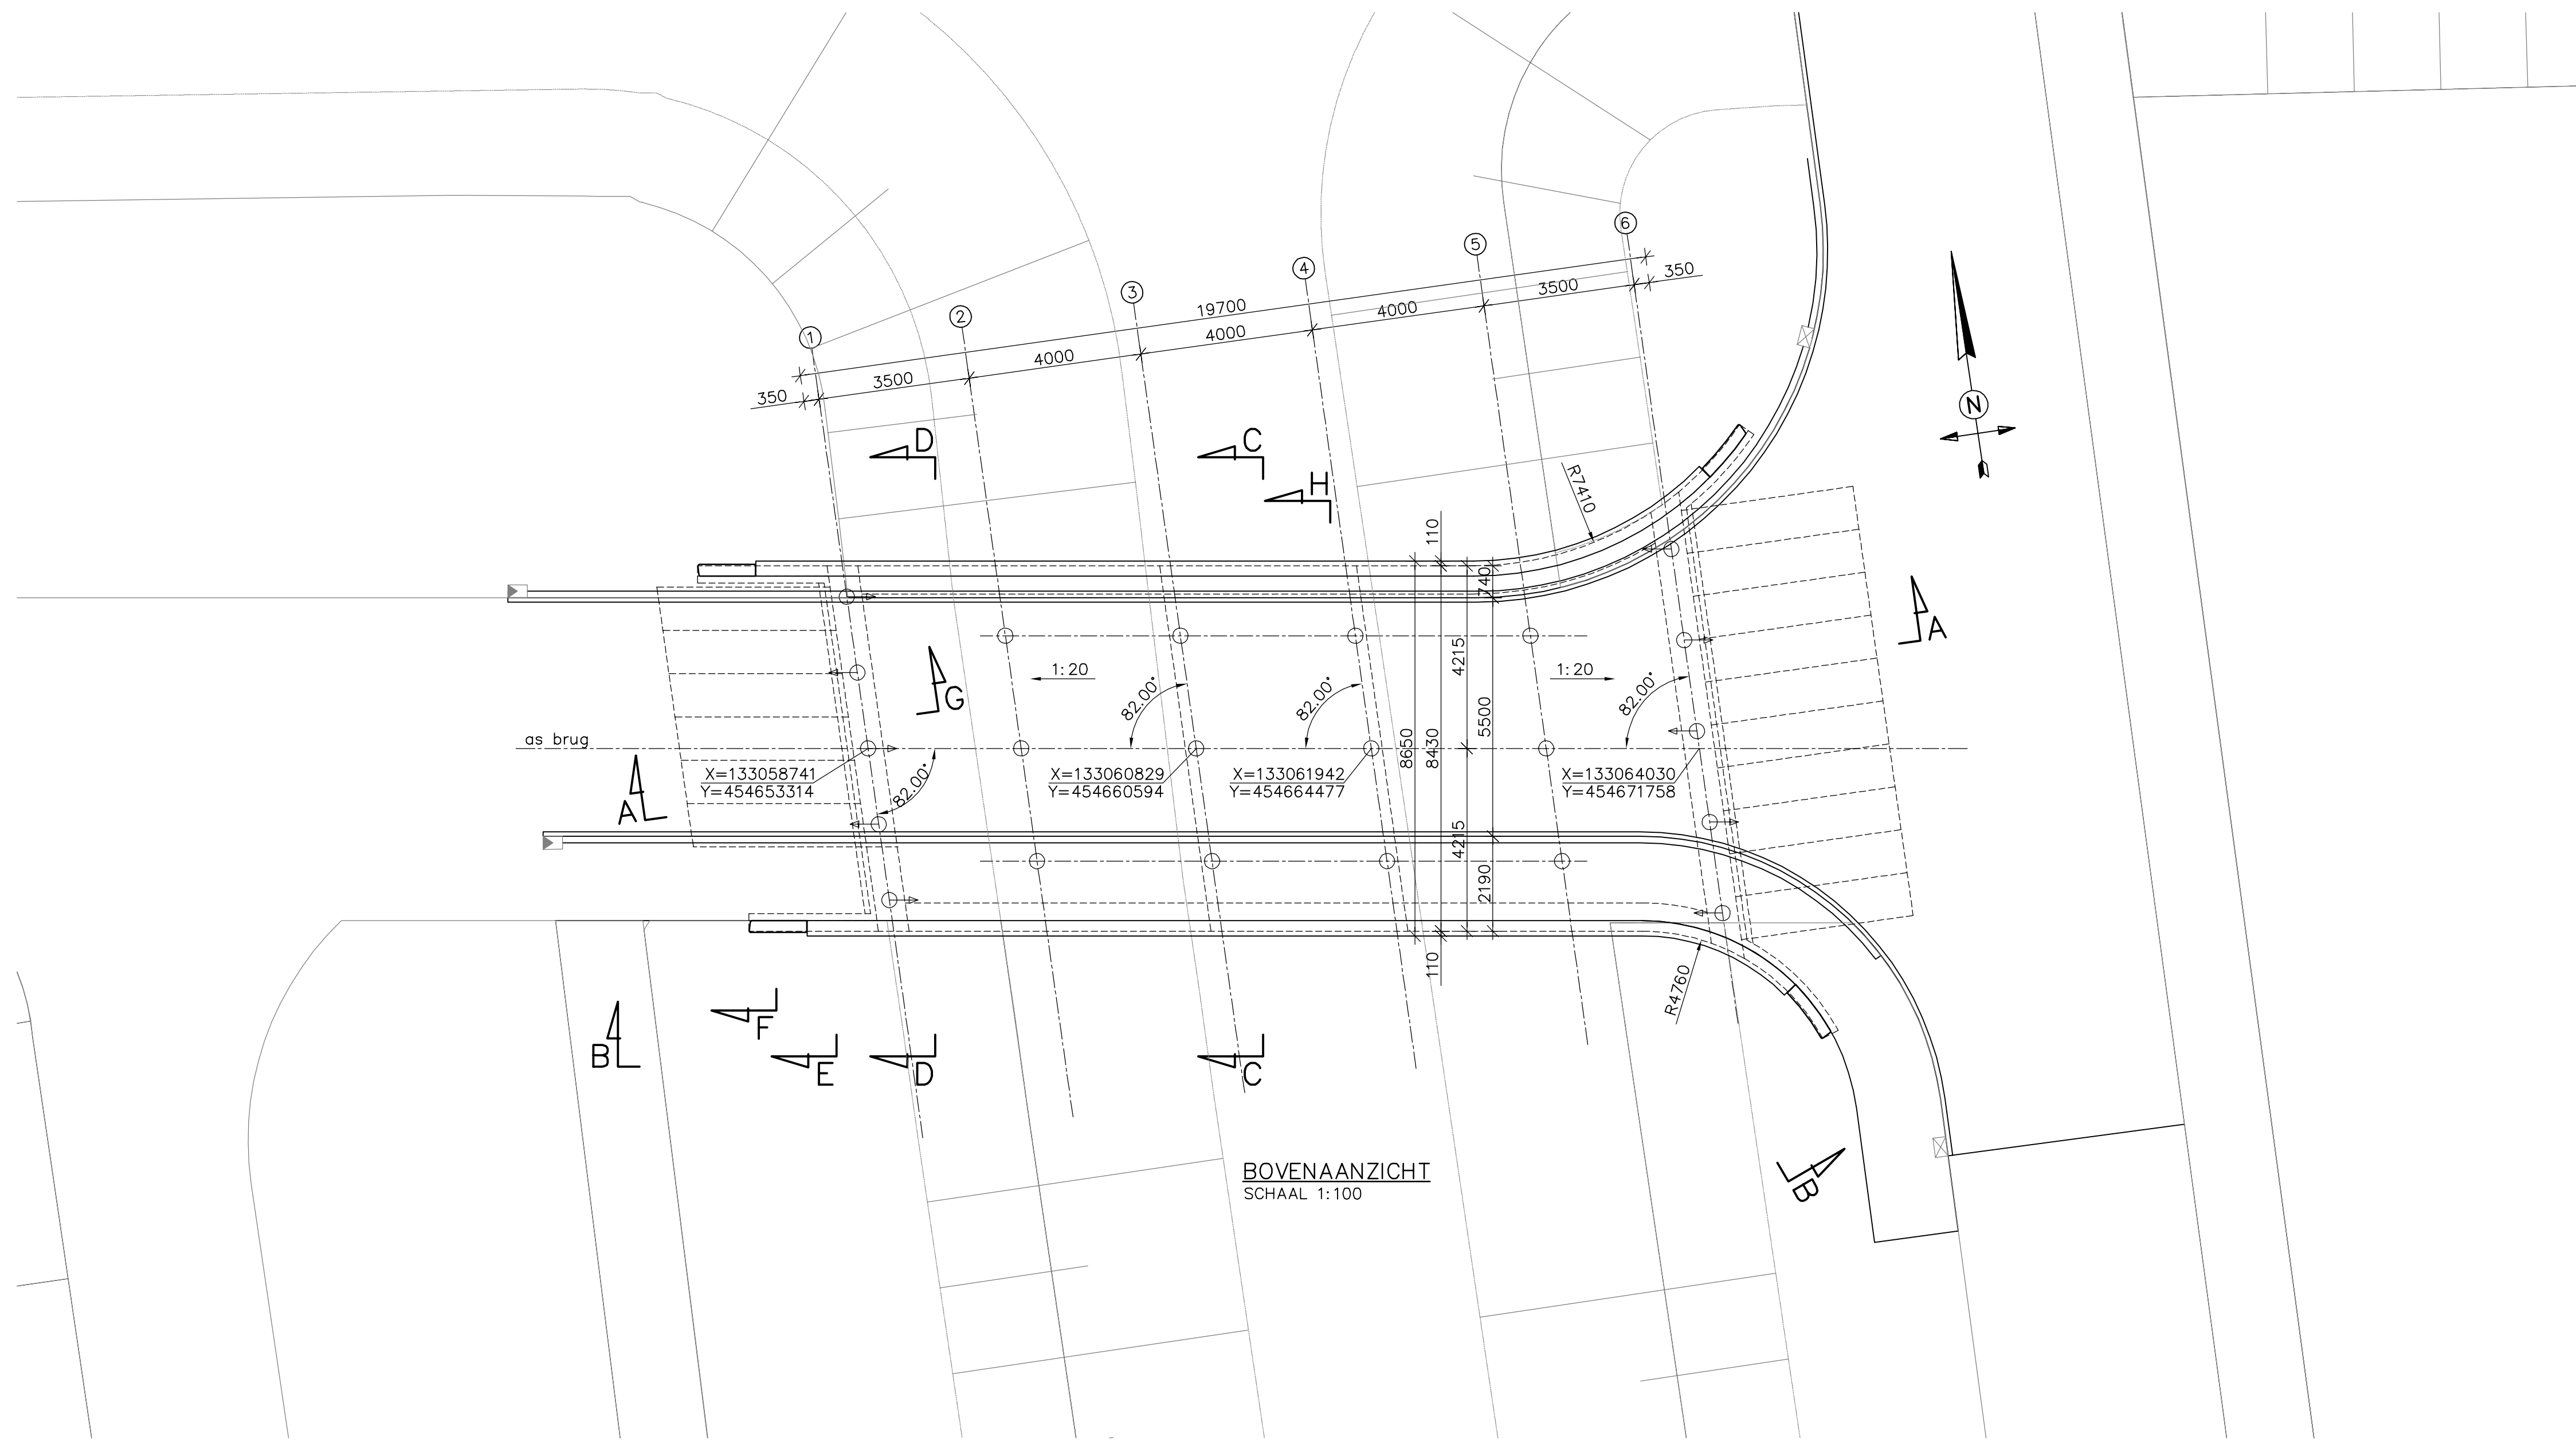 6
5
350
4
3500
3
19700
4000
2
4000
1
4000
3500
350
N
D
C
H
R7410
110
740
A
4215
1:20
1:20
G
82.00°
82.00°
82.00°
5500
as brug
8650
8430
X=133058741
Y=454653314
X=133060829
Y=454660594
X=133061942
Y=454664477
X=133064030
Y=454671758
82.00°
A
4215
2190
110
R4760
F
B
E
D
C
BOVENAANZICHT
SCHAAL 1:100
B